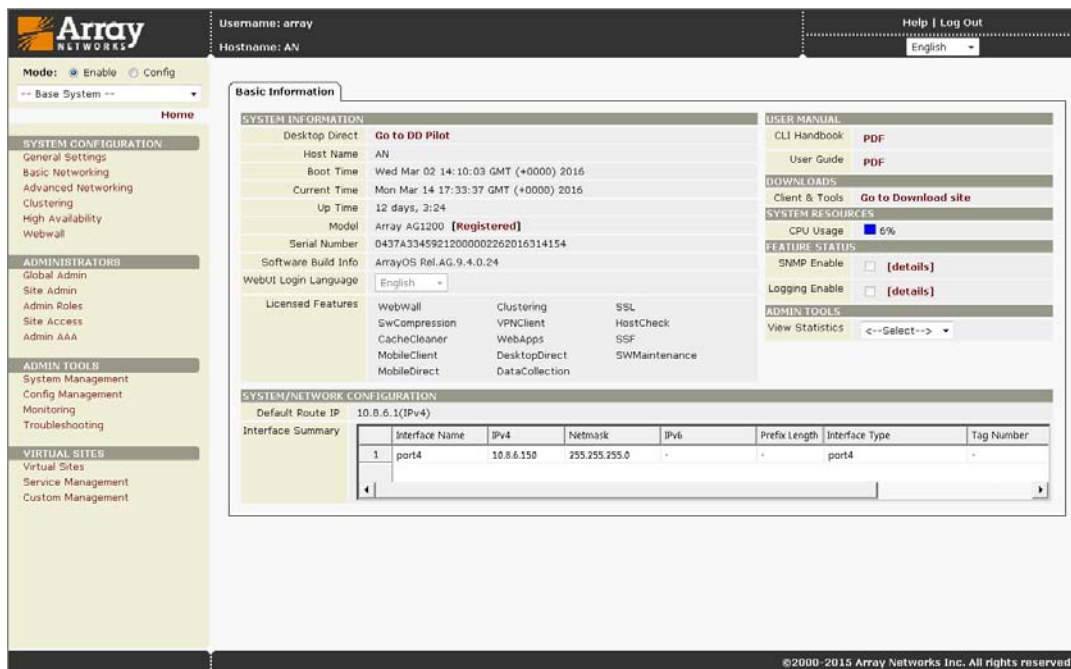 Array
NETWORKS
Username: array
Hostname: AN
Help | Log Out
English
Mode: Enable Config
-- Base System --
Home
SYSTEM CONFIGURATION
General Settings
Basic Networking
Advanced Networking
Clustering
High Availability
Webwall
ADMINISTRATORS
Global Admin
Site Admin
Admin Roles
Site Access
Admin AAA
ADMIN TOOLS
System Management
Config Management
Monitoring
Troubleshooting
VIRTUAL SITES
Virtual Sites
Service Management
Custom Management
Basic Information
SYSTEM INFORMATION
Desktop Direct Go to DD Pilot
Host Name AN
Boot Time Wed Mar 02 14:10:03 GMT (+0000) 2016
Current Time Mon Mar 14 17:33:37 GMT (+0000) 2016
Up Time 12 days, 3:24
Model Array AG1200 [Registered]
Serial Number 0437A33459212000002262016314154
Software Build Info ArrayOS Rel.AG.9.4.0.24
WebUI Login Language English
Licensed Features WebWall Clustering SSL
SwCompression VPNClient HostCheck
CacheCleaner WebApps SSF
MobileClient DesktopDirect SWMaintenance
MobileDirect DataCollection
USER MANUAL
CLI Handbook PDF
User Guide PDF
DOWNLOADS
Client & Tools Go to Download site
SYSTEM RESOURCES
CPU Usage 6%
FEATURE STATUS
SNMP Enable [details]
Logging Enable [details]
ADMIN TOOLS
View Statistics <--Select-->
SYSTEM/NETWORK CONFIGURATION
Default Route IP 10.8.6.1(IPv4)
Interface Summary
Interface Name IPv4 Netmask IPv6 Prefix Length Interface Type Tag Number
1 port4 10.8.6.150 255.255.255.0 - - port4 -
©2000-2015 Array Networks Inc. All rights reserved